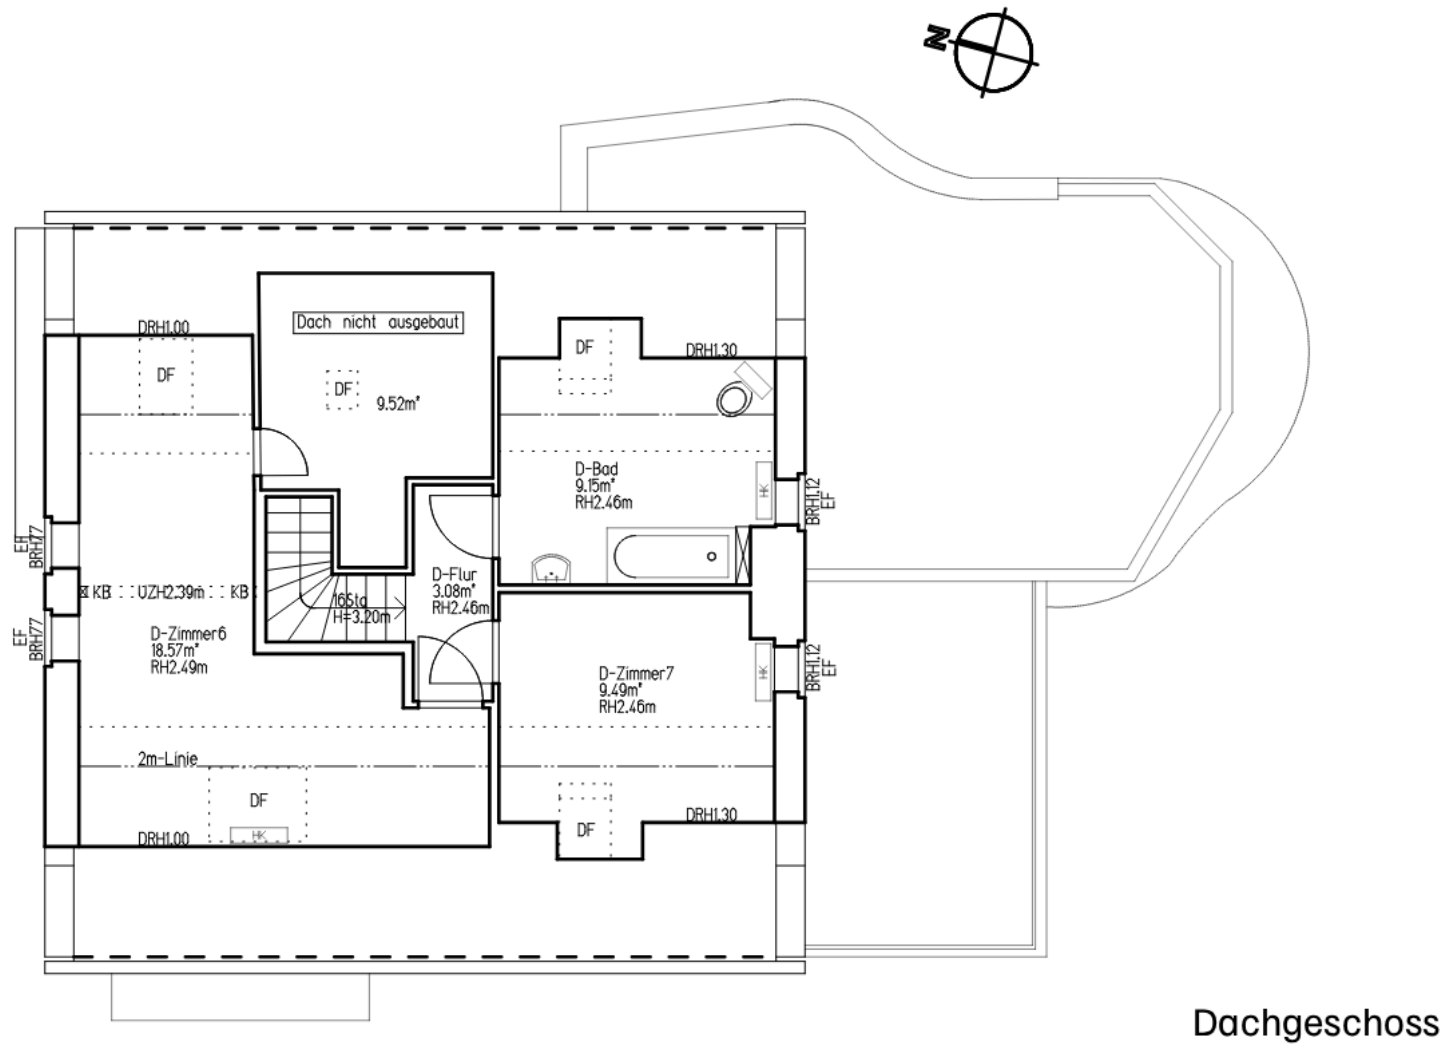 N
DRH1.00
DF
Dach nicht ausgebaut
DF
9.52m²
DF
DRH1.30
D-Bad
9.15m²
RH2.46m
HK
BRH1.12
EF
EF
BRH77
KB
UZH2.39m
KB
D-Flur
3.08m²
RH2.46m
16Stg
H=3.20m
EF
BRH77
D-Zimmer6
18.57m²
RH2.49m
D-Zimmer7
9.49m²
RH2.46m
HK
BRH1.12
EF
2m-Linie
DF
HK
DRH1.00
DF
DRH1.30
Dachgeschoss